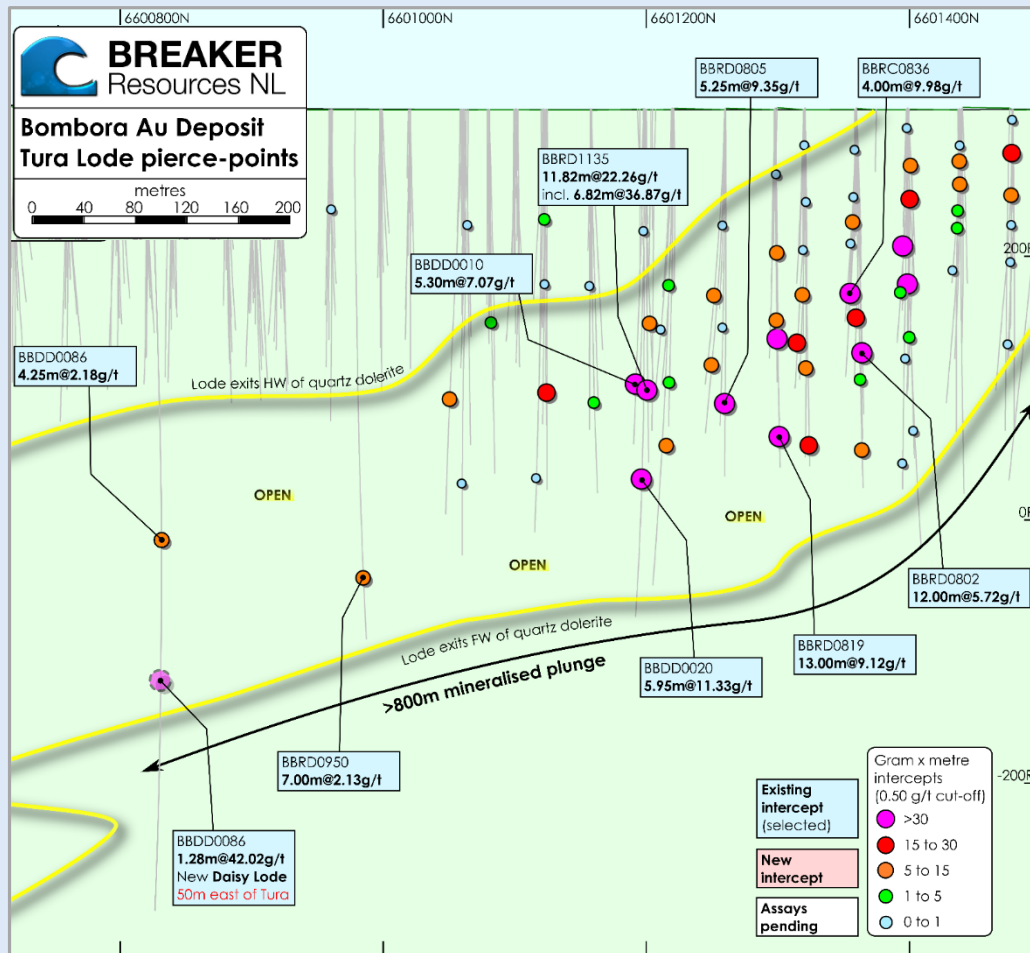 6600800N
6601000N
6601200N
6601400N
BREAKER
Resources NL
Bombora Au Deposit
Tura Lode pierce-points
metres
0 40 80 120 160 200
BBRD0805
5.25m@9.35g/t
BBRC0836
4.00m@9.98g/t
BBRD1135
11.82m@22.26g/t
incl. 6.82m@36.87g/t
BBDD0010
5.30m@7.07g/t
200R
BBDD0086
4.25m@2.18g/t
Lode exits HW of quartz dolerite
OPEN
OPEN
0R
OPEN
BBRD0802
12.00m@5.72g/t
Lode exits FW of quartz dolerite
BBRD0819
13.00m@9.12g/t
>800m mineralised plunge
BBDD0020
5.95m@11.33g/t
BBRD0950
7.00m@2.13g/t
-200R
BBDD0086
1.28m@42.02g/t
New Daisy Lode
50m east of Tura
Existing
intercept
(selected)
New
intercept
Assays
pending
Gram x metre
intercepts
(0.50 g/t cut-off)
>30
15 to 30
5 to 15
1 to 5
0 to 1